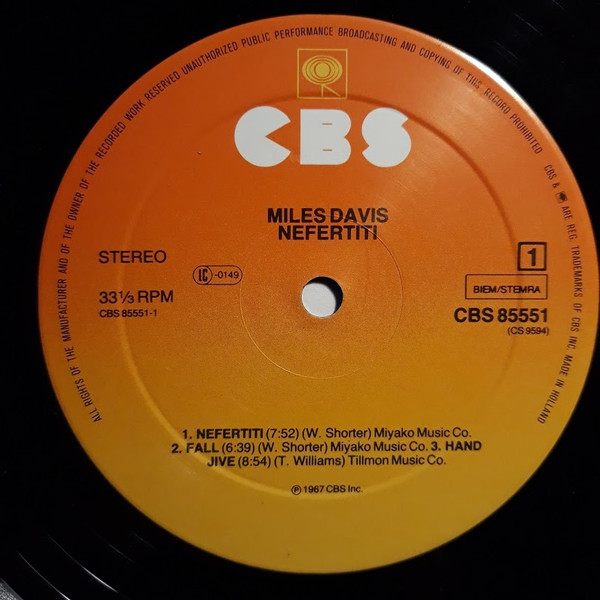 ALL RIGHTS OF THE MANUFACTURER AND OF THE OWNER OF THE RECORDED WORK RESERVED UNAUTHORIZED PUBLIC PERFORMANCE BROADCASTING AND COPYING OF THIS RECORD PROHIBITED
CBS & ARE REG. TRADEMARKS OF CBS INC. MADE IN HOLLAND
CBS
MILES DAVIS
NEFERTITI
STEREO
LC -0149
1
33⅓ RPM
BIEM/STEMRA
CBS 85551-1
CBS 85551
(CS 9594)
1. NEFERTITI (7:52) (W. Shorter) Miyako Music Co.
2. FALL (6:39) (W. Shorter) Miyako Music Co. 3. HAND
JIVE (8:54) (T. Williams) Tillmon Music Co.
℗ 1967 CBS Inc.